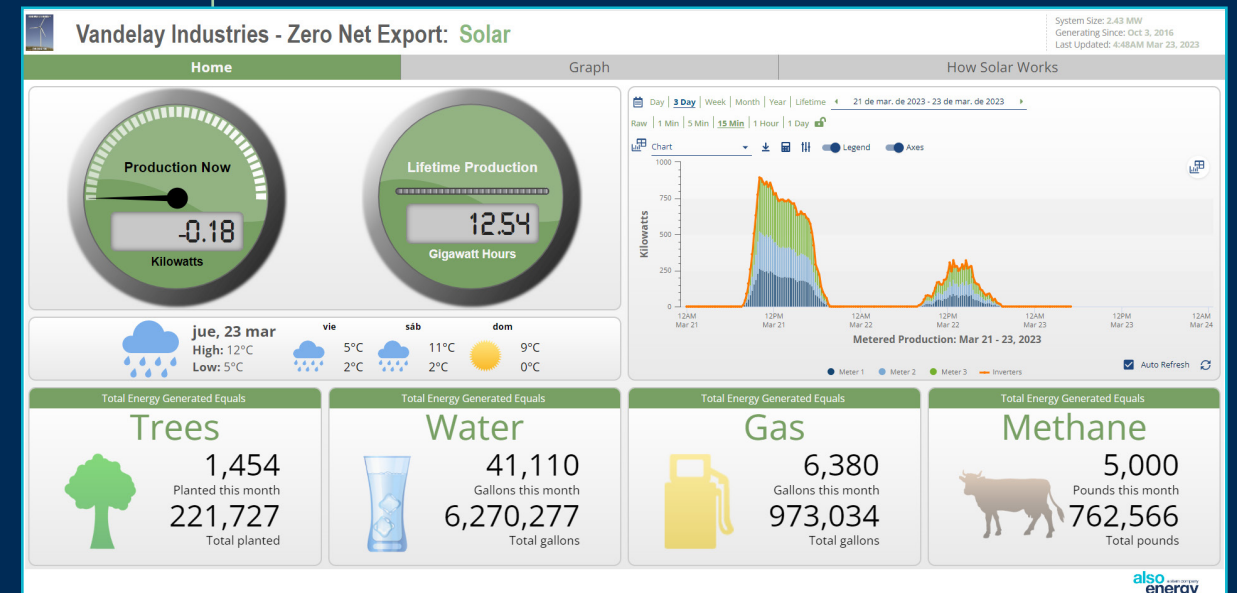 Vandelay Industries - Zero Net Export: Solar
System Size: 2.43 MW
Generating Since: Oct 3, 2016
Last Updated: 4:48AM Mar 23, 2023
Home
Graph
How Solar Works
Production Now
-0.18
Kilowatts
Lifetime Production
12.54
Gigawatt Hours
Day | 3 Day | Week | Month | Year | Lifetime 21 de mar. de 2023 - 23 de mar. de 2023
Raw | 1 Min | 5 Min | 15 Min | 1 Hour | 1 Day
Chart Legend Axes
Kilowatts
1000
750
500
250
0
12AM 12PM 12AM 12PM 12AM 12PM 12AM
Mar 21 Mar 21 Mar 22 Mar 22 Mar 23 Mar 23 Mar 24
Metered Production: Mar 21 - 23, 2023
Meter 1 Meter 2 Meter 3 Inverters
Auto Refresh
jue, 23 mar
High: 12°C
Low: 5°C
vie
5°C
2°C
sáb
11°C
2°C
dom
9°C
0°C
Total Energy Generated Equals
Trees
1,454
Planted this month
221,727
Total planted
Total Energy Generated Equals
Water
41,110
Gallons this month
6,270,277
Total gallons
Total Energy Generated Equals
Gas
6,380
Gallons this month
973,034
Total gallons
Total Energy Generated Equals
Methane
5,000
Pounds this month
762,566
Total pounds
also
energy